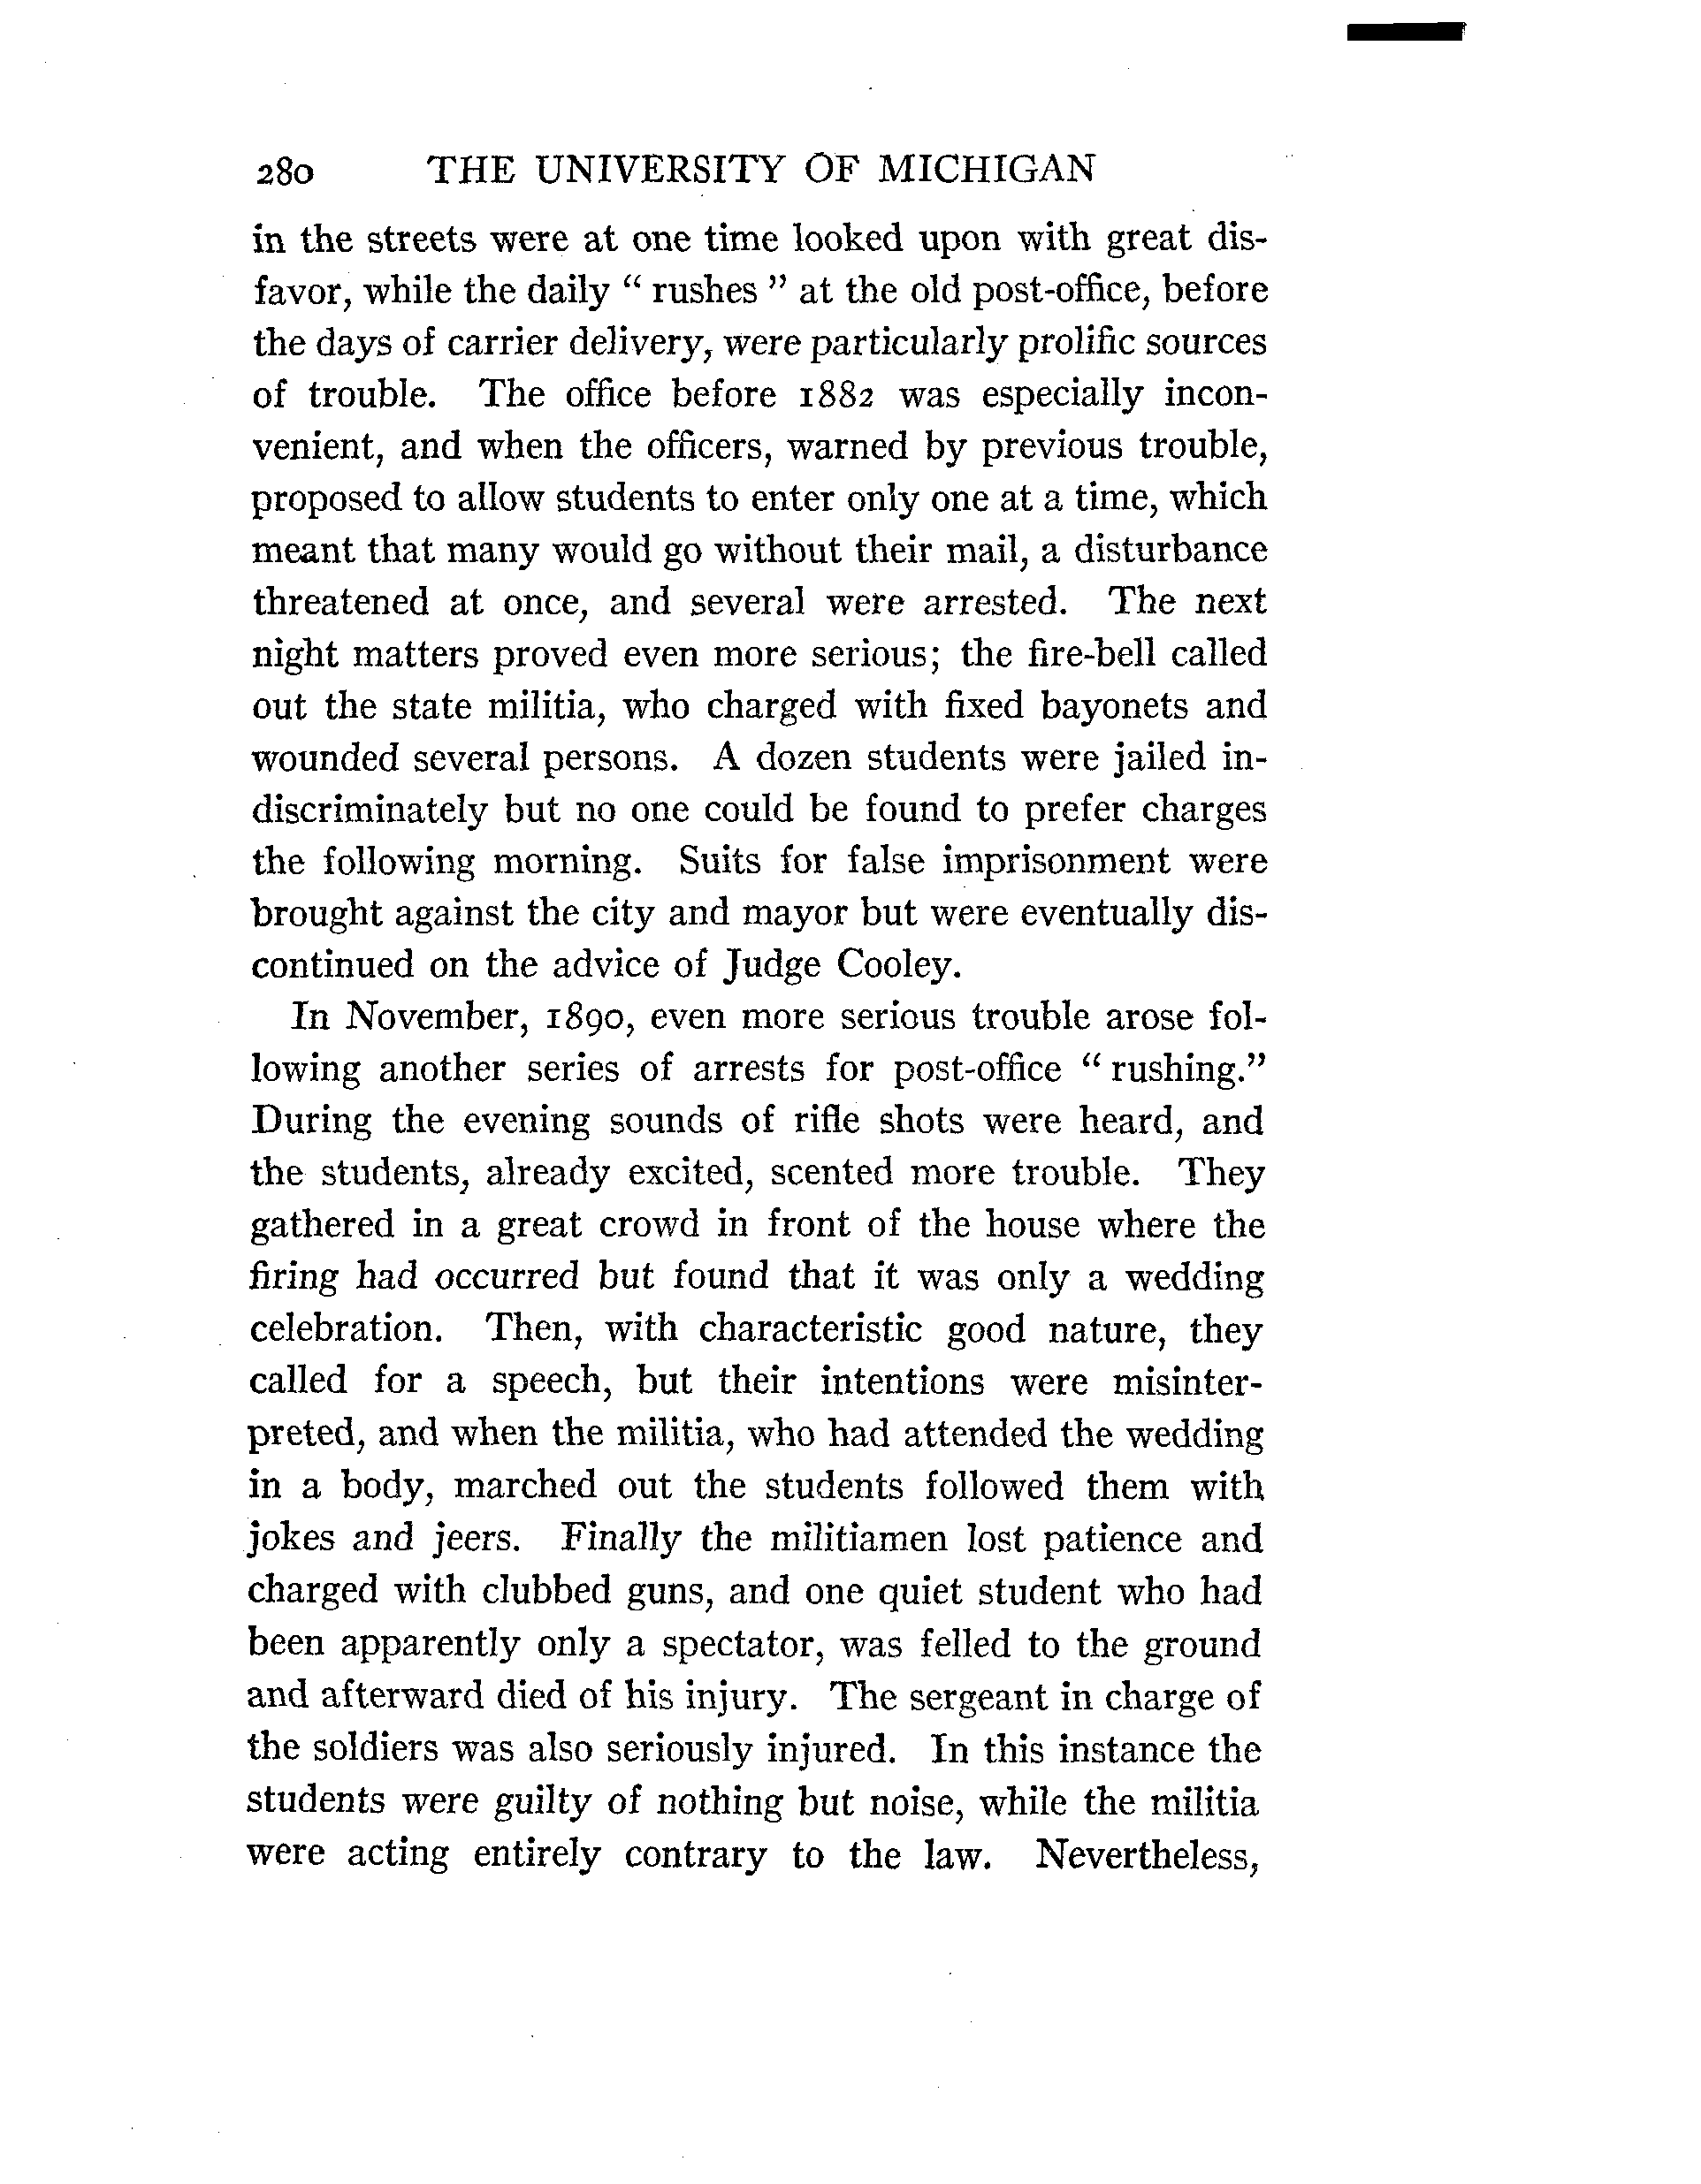 280 THE UNIVERSITY OF MICHIGAN
in the streets were at one time looked upon with great dis-
favor, while the daily “ rushes ” at the old post-office, before
the days of carrier delivery, were particularly prolific sources
of trouble. The office before 1882 was especially incon-
venient, and when the officers, warned by previous trouble,
proposed to allow students to enter only one at a time, which
meant that many would go without their mail, a disturbance
threatened at once, and several were arrested. The next
night matters proved even more serious; the fire-bell called
out the state militia, who charged with fixed bayonets and
wounded several persons. A dozen students were jailed in-
discriminately but no one could be found to prefer charges
the following morning. Suits for false imprisonment were
brought against the city and mayor but were eventually dis-
continued on the advice of Judge Cooley.
In November, 1890, even more serious trouble arose fol-
lowing another series of arrests for post-office “ rushing.”
During the evening sounds of rifle shots were heard, and
the students, already excited, scented more trouble. They
gathered in a great crowd in front of the house where the
firing had occurred but found that it was only a wedding
celebration. Then, with characteristic good nature, they
called for a speech, but their intentions were misinter-
preted, and when the militia, who had attended the wedding
in a body, marched out the students followed them with
jokes and jeers. Finally the militiamen lost patience and
charged with clubbed guns, and one quiet student who had
been apparently only a spectator, was felled to the ground
and afterward died of his injury. The sergeant in charge of
the soldiers was also seriously injured. In this instance the
students were guilty of nothing but noise, while the militia
were acting entirely contrary to the law. Nevertheless,